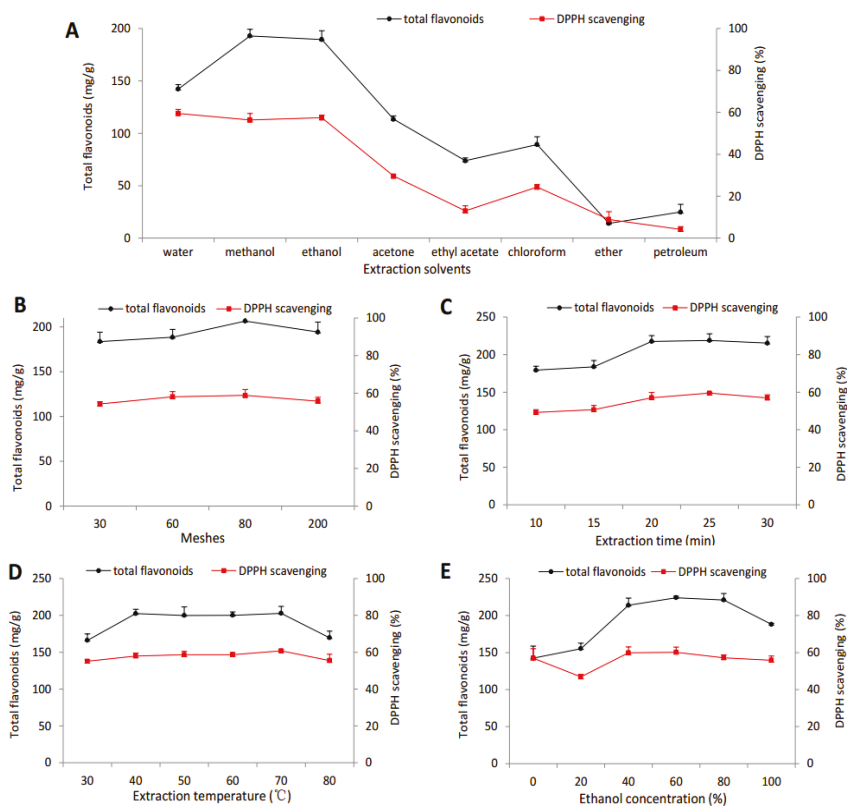 A
total flavonoids
DPPH scavenging
200
150
100
50
0
Total flavonoids (mg/g)
100
80
60
40
20
0
DPPH scavenging (%)
water
methanol
ethanol
acetone
ethyl acetate
chloroform
ether
petroleum
Extraction solvents
B
total flavonoids
DPPH scavenging
200
150
100
50
0
Total flavonoids (mg/g)
100
80
60
40
20
0
DPPH scavenging (%)
30
60
80
200
Meshes
C
total flavonoids
DPPH scavenging
250
200
150
100
50
0
Total flavonoids (mg/g)
100
80
60
40
20
0
DPPH scavenging (%)
10
15
20
25
30
Extraction time (min)
D
total flavonoids
DPPH scavenging
250
200
150
100
50
0
Total flavonoids (mg/g)
100
80
60
40
20
0
DPPH scavenging (%)
30
40
50
60
70
80
Extraction temperature (℃)
E
total flavonoids
DPPH scavenging
250
200
150
100
50
0
Total flavonoids (mg/g)
100
80
60
40
20
0
DPPH scavenging (%)
0
20
40
60
80
100
Ethanol concentration (%)